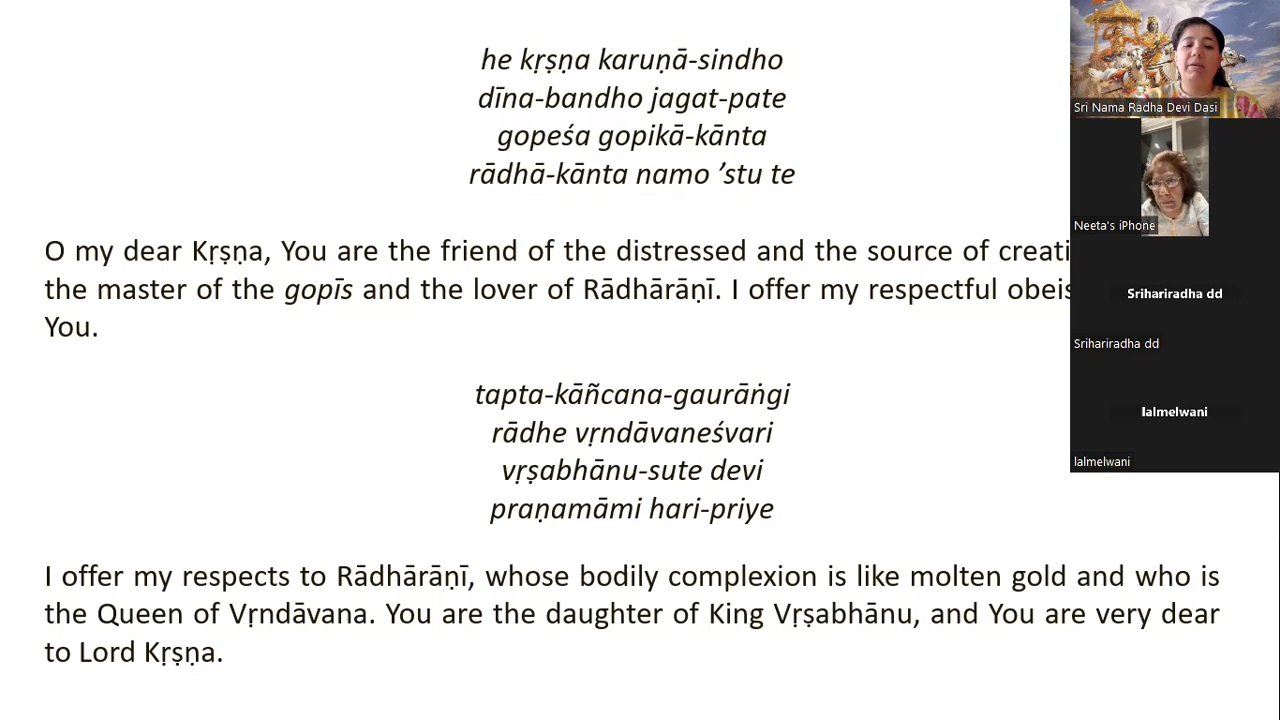 he kṛṣṇa karuṇā-sindho
dīna-bandho jagat-pate
gopeśa gopikā-kānta
rādhā-kānta namo ’stu te
O my dear Kṛṣṇa, You are the friend of the distressed and the source of
the master of the gopīs and the lover of Rādhārāṇī. I offer my respectful
You.
tapta-kāñcana-gaurāṅgi
rādhe vṛndāvaneśvari
vṛṣabhānu-sute devi
praṇamāmi hari-priye
I offer my respects to Rādhārāṇī, whose bodily complexion is like molten gold and who is
the Queen of Vṛndāvana. You are the daughter of King Vṛṣabhānu, and You are very dear
to Lord Kṛṣṇa.
Sri Nama Radha Devi Dasi
Neeta's iPhone
Srihariradha dd
Srihariradha dd
lalmelwani
lalmelwani